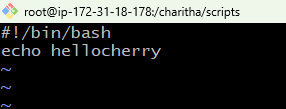 root@ip-172-31-18-178:/charitha/scripts
#!/bin/bash
echo hellocherry
~
~
~